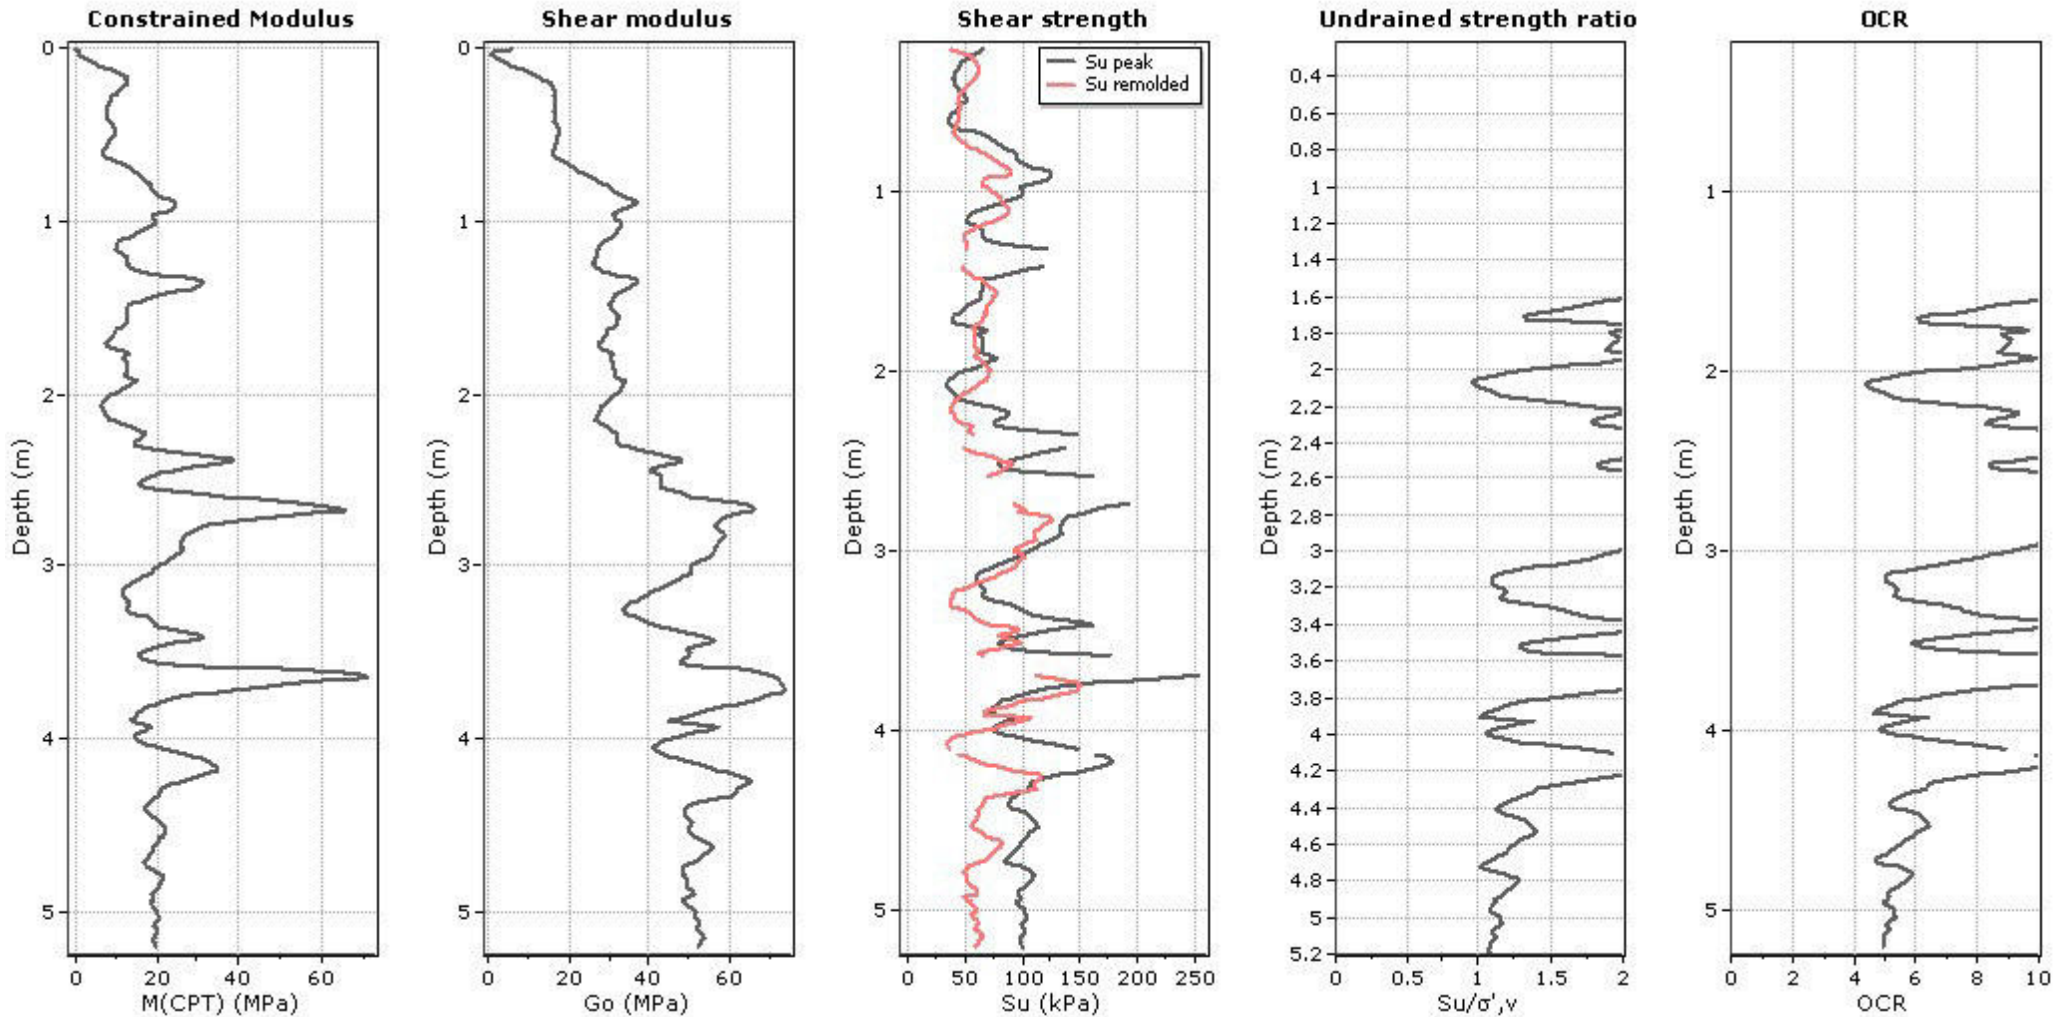 Constrained Modulus
0
1
2
3
4
5
Depth (m)
0 20 40 60
M(CPT) (MPa)
Shear modulus
0
1
2
3
4
5
Depth (m)
0 20 40 60
Go (MPa)
Shear strength
Su peak
Su remolded
1
2
3
4
5
Depth (m)
0 50 100 150 200 250
Su (kPa)
Undrained strength ratio
0.4
0.6
0.8
1
1.2
1.4
1.6
1.8
2
2.2
2.4
2.6
2.8
3
3.2
3.4
3.6
3.8
4
4.2
4.4
4.6
4.8
5
5.2
Depth (m)
0 0.5 1 1.5 2
Su/σ',v
OCR
1
2
3
4
5
Depth (m)
0 2 4 6 8 10
OCR